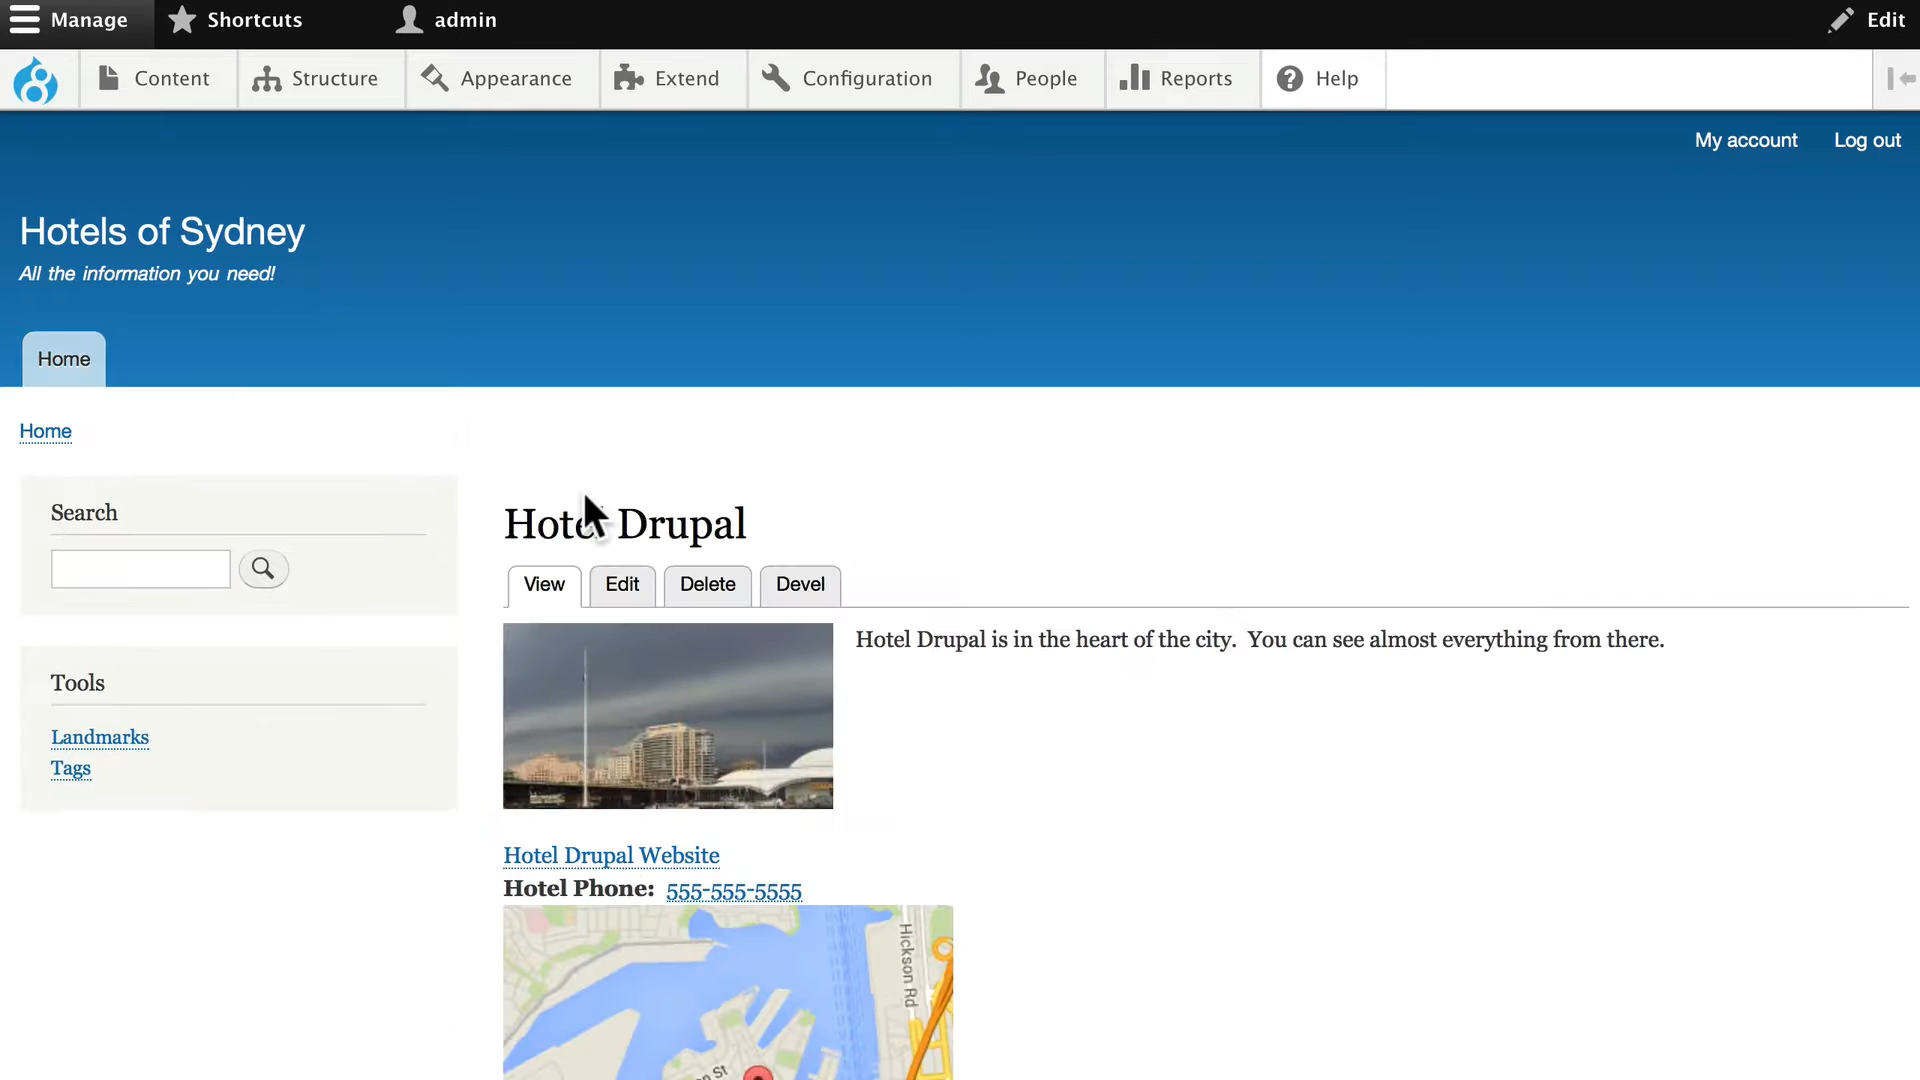 Manage
Shortcuts
admin
Edit
Content
Structure
Appearance
Extend
Configuration
People
Reports
Help
My account
Log out
Hotels of Sydney
All the information you need!
Home
Home
Search
Hotel Drupal
View
Edit
Delete
Devel
Hotel Drupal is in the heart of the city.  You can see almost everything from there.
Tools
Landmarks
Tags
Hotel Drupal Website
Hotel Phone: 555-555-5555
Hickson Rd
St